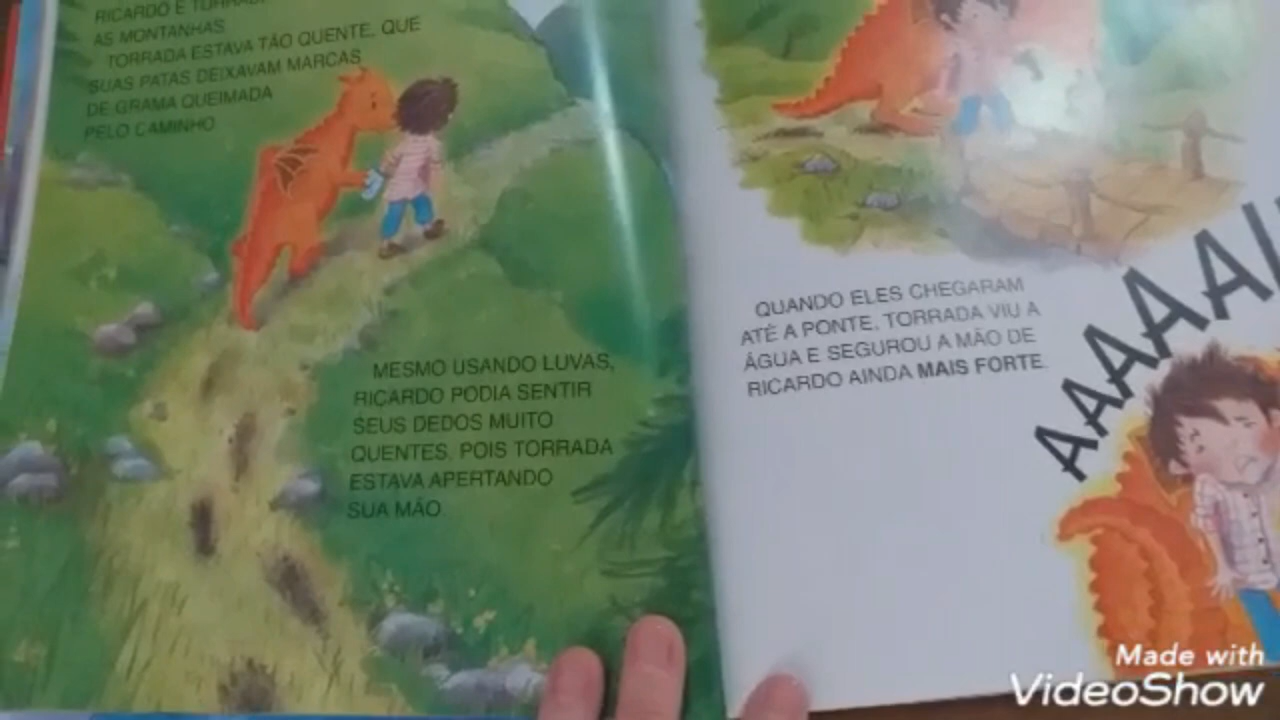 RICARDO E
AS MONTANHAS.
TORRADA ESTAVA TÃO QUENTE, QUE
SUAS PATAS DEIXAVAM MARCAS
DE GRAMA QUEIMADA
PELO CAMINHO.
MESMO USANDO LUVAS,
RICARDO PODIA SENTIR
SEUS DEDOS MUITO
QUENTES, POIS TORRADA
ESTAVA APERTANDO
SUA MÃO.
QUANDO ELES CHEGARAM
ATÉ A PONTE, TORRADA VIU A
ÁGUA E SEGUROU A MÃO DE
RICARDO AINDA MAIS FORTE.
Made with
VideoShow